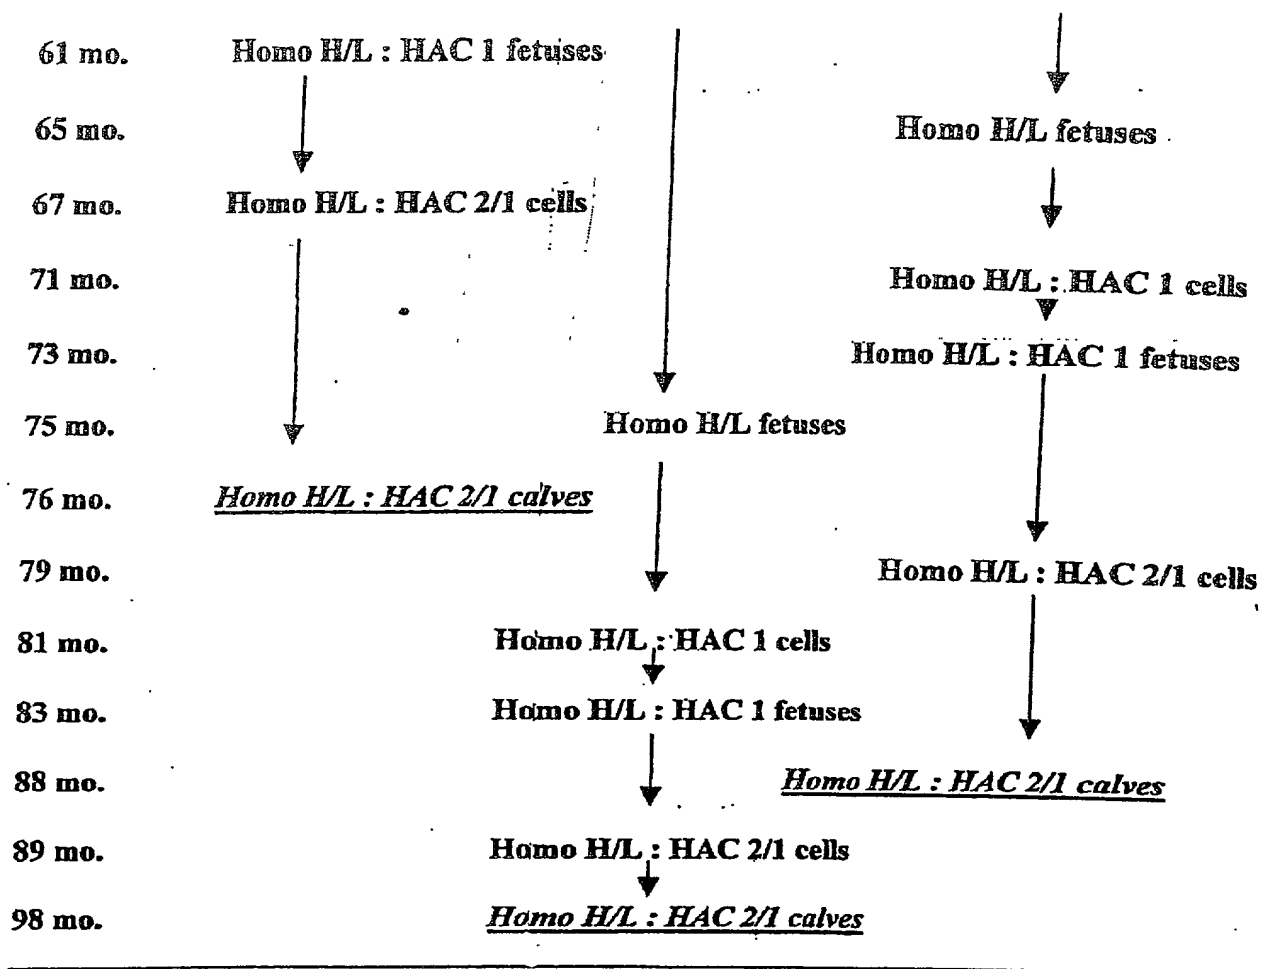 61 mo. Homo H/L : HAC 1 fetuses
65 mo. Homo H/L fetuses
67 mo. Homo H/L : HAC 2/1 cells
71 mo. Homo H/L : HAC 1 cells
73 mo. Homo H/L : HAC 1 fetuses
75 mo. Homo H/L fetuses
76 mo. Homo H/L : HAC 2/1 calves
79 mo. Homo H/L : HAC 2/1 cells
81 mo. Homo H/L : HAC 1 cells
83 mo. Homo H/L : HAC 1 fetuses
88 mo. Homo H/L : HAC 2/1 calves
89 mo. Homo H/L : HAC 2/1 cells
98 mo. Homo H/L : HAC 2/1 calves